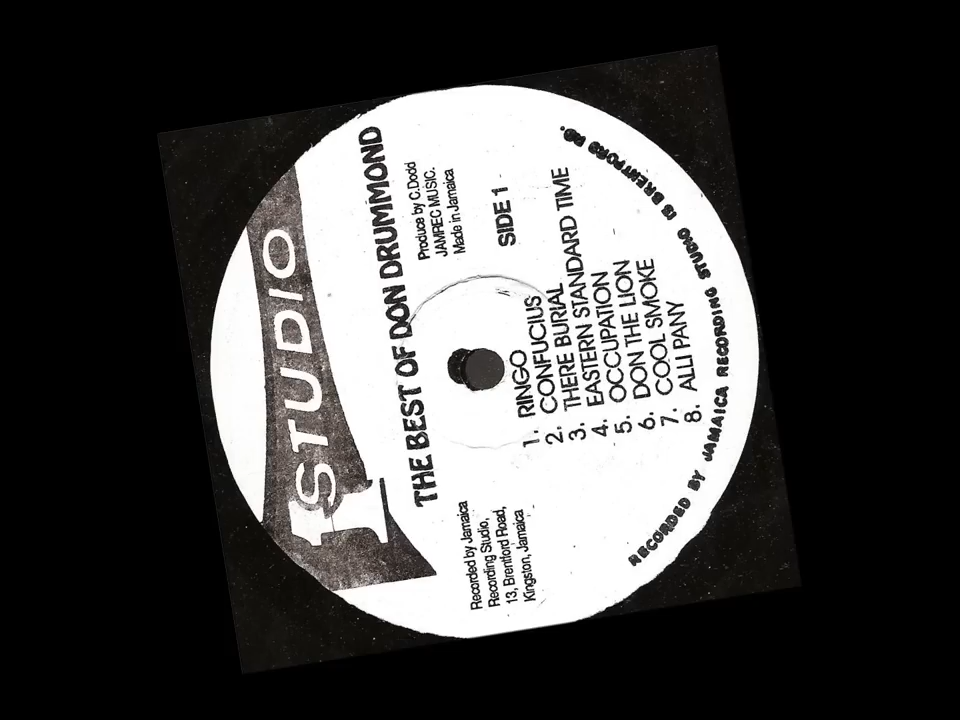 STUDIO
1
THE BEST OF DON DRUMMOND
Produce by C.Dodd
JAMREC MUSIC.
Made in Jamaica
SIDE 1
Recorded by Jamaica
Recording Studio,
13, Brentford Road,
Kingston, Jamaica
1. RINGO
2. CONFUCIUS
3. THERE BURIAL
4. EASTERN STANDARD TIME
5. OCCUPATION
6. DON THE LION
7. COOL SMOKE
8. ALLI PANY
RECORDED BY JAMAICA RECORDING STUDIO 13 BRENTFORD RD.